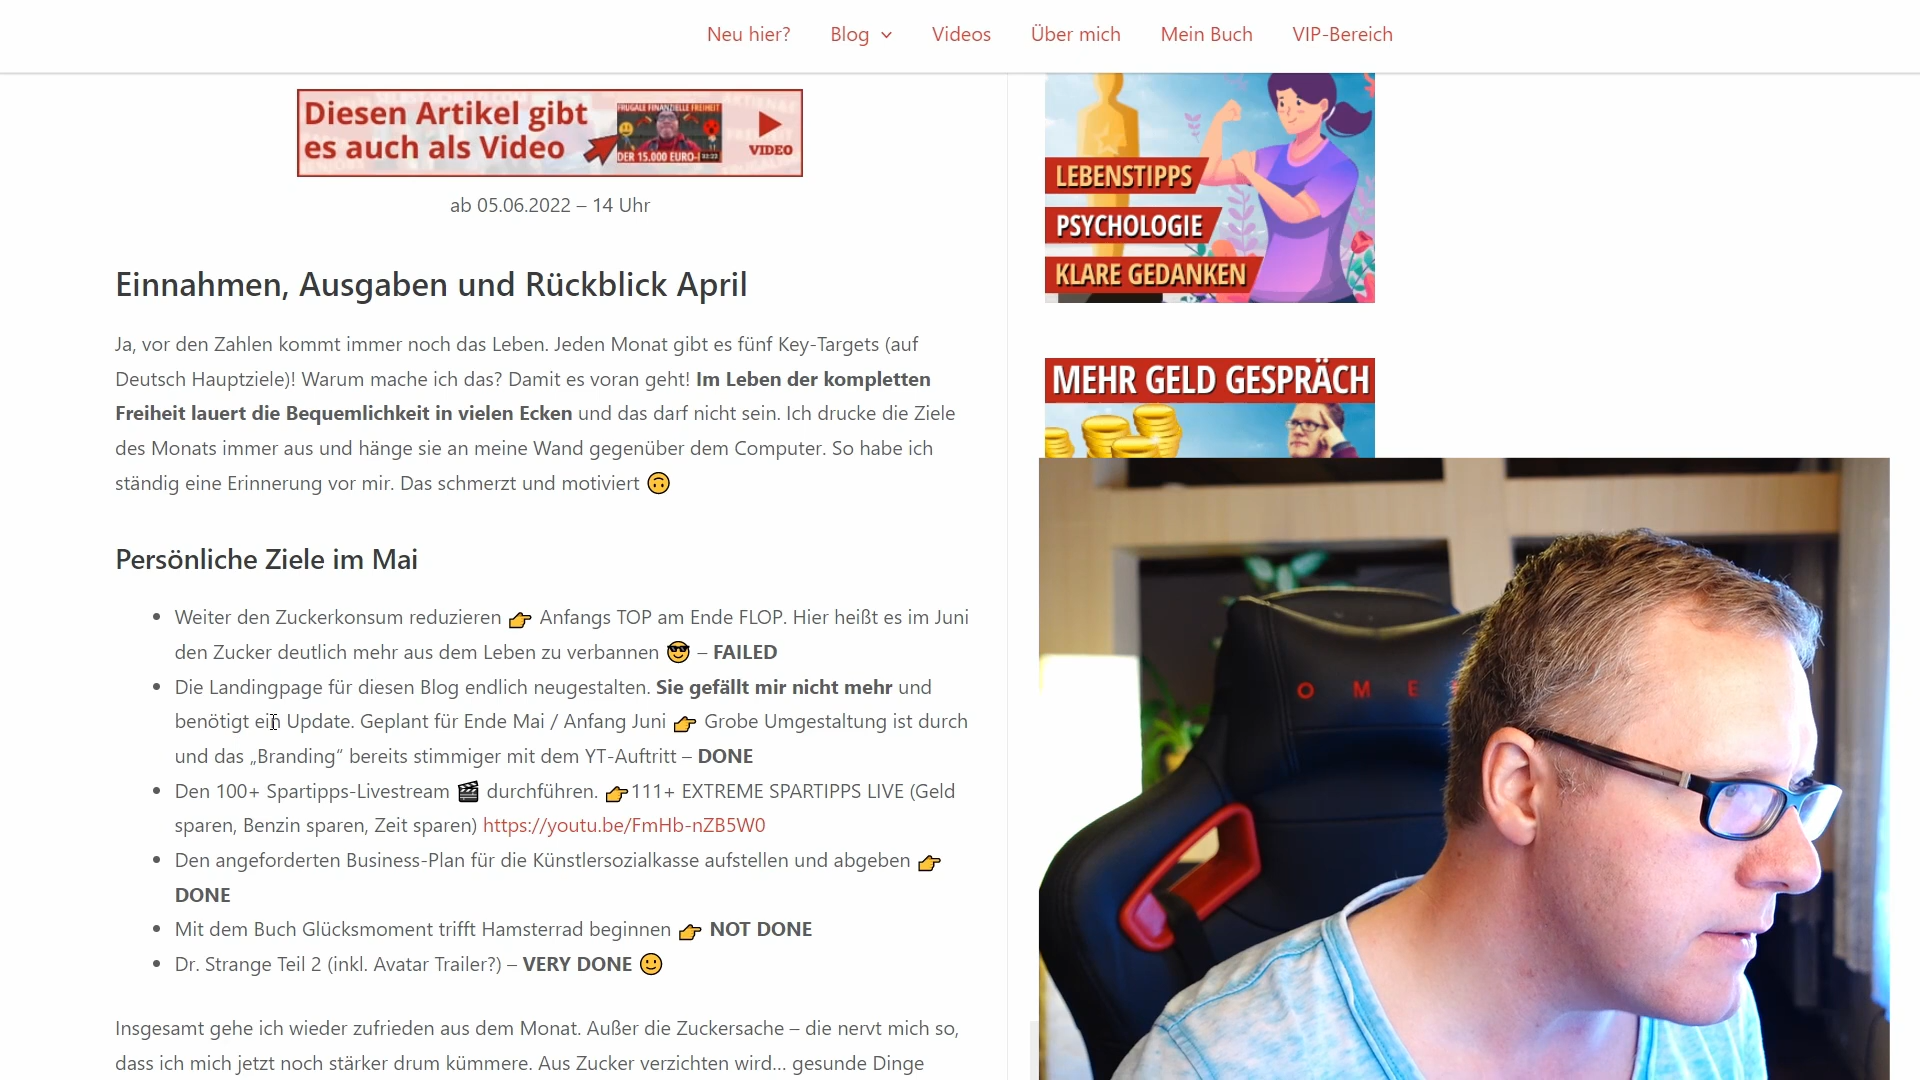 Neu hier?
Blog
Videos
Über mich
Mein Buch
VIP-Bereich
Diesen Artikel gibt
es auch als Video
FRUGALE FINANZIELLE FREIHEIT
DER 15.000 EURO-
VIDEO
ab 05.06.2022 – 14 Uhr
Einnahmen, Ausgaben und Rückblick April
Ja, vor den Zahlen kommt immer noch das Leben. Jeden Monat gibt es fünf Key-Targets (auf
Deutsch Hauptziele)! Warum mache ich das? Damit es voran geht! Im Leben der kompletten
Freiheit lauert die Bequemlichkeit in vielen Ecken und das darf nicht sein. Ich drucke die Ziele
des Monats immer aus und hänge sie an meine Wand gegenüber dem Computer. So habe ich
ständig eine Erinnerung vor mir. Das schmerzt und motiviert 🙃
Persönliche Ziele im Mai
• Weiter den Zuckerkonsum reduzieren 👉 Anfangs TOP am Ende FLOP. Hier heißt es im Juni
den Zucker deutlich mehr aus dem Leben zu verbannen 😎 – FAILED
• Die Landingpage für diesen Blog endlich neugestalten. Sie gefällt mir nicht mehr und
benötigt ein Update. Geplant für Ende Mai / Anfang Juni 👉 Grobe Umgestaltung ist durch
und das „Branding“ bereits stimmiger mit dem YT-Auftritt – DONE
• Den 100+ Spartipps-Livestream 🎬 durchführen. 👉111+ EXTREME SPARTIPPS LIVE (Geld
sparen, Benzin sparen, Zeit sparen) https://youtu.be/FmHb-nZB5W0
• Den angeforderten Business-Plan für die Künstlersozialkasse aufstellen und abgeben 👉
DONE
• Mit dem Buch Glücksmoment trifft Hamsterrad beginnen 👉 NOT DONE
• Dr. Strange Teil 2 (inkl. Avatar Trailer?) – VERY DONE 🙂
Insgesamt gehe ich wieder zufrieden aus dem Monat. Außer die Zuckersache – die nervt mich so,
dass ich mich jetzt noch stärker drum kümmere. Aus Zucker verzichten wird… gesunde Dinge
LEBENSTIPPS
PSYCHOLOGIE
KLARE GEDANKEN
MEHR GELD GESPRÄCH
OME